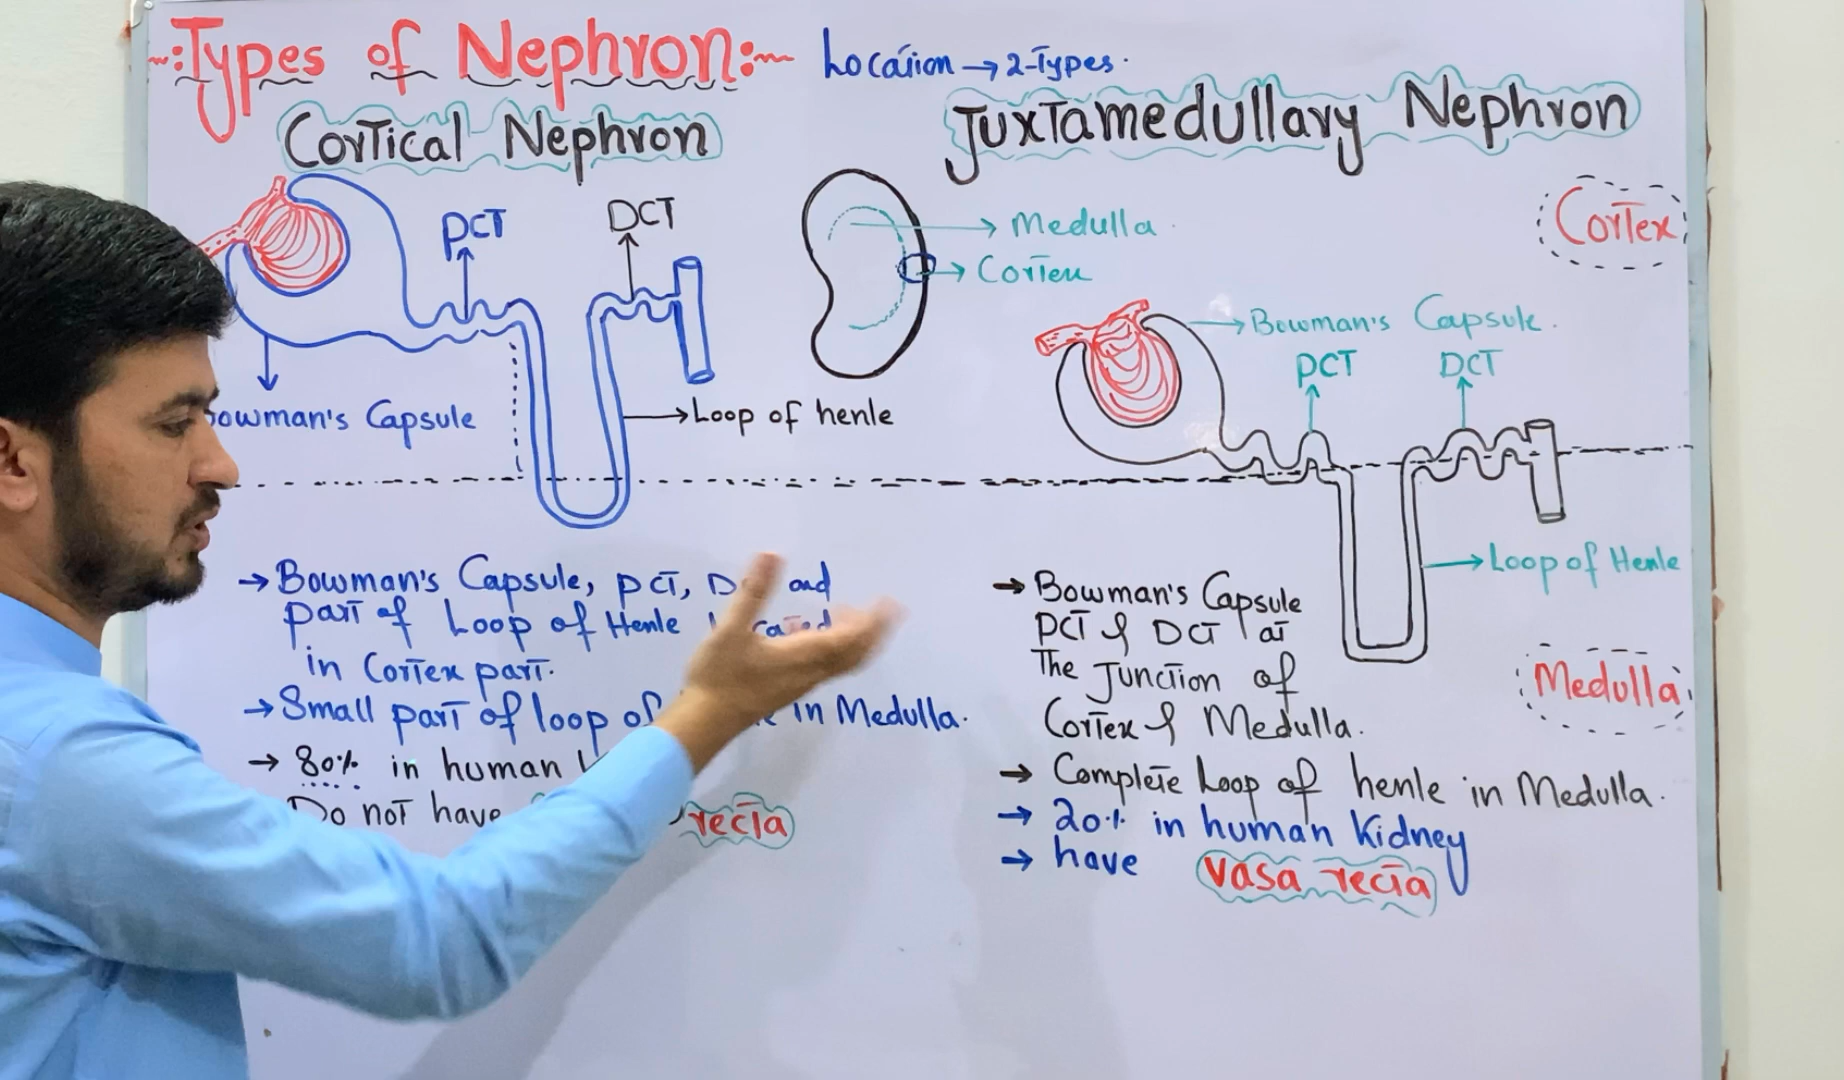 Types of Nephron:
Location → 2-Types.
Cortical Nephron
Juxtamedullary Nephron
PCT
DCT
Medulla
Cortex
Cortex
Bowman's Capsule.
PCT
DCT
owman's Capsule
Loop of henle
Loop of Henle
Medulla
→ Bowman's Capsule, PCT, D and
part of Loop of Henle
in Cortex part.
→ Small part of loop of in Medulla.
→ 80% in human
Do not have recta
→ Bowman's Capsule
PCT & DCT at
The Junction of
Cortex & Medulla.
→ Complete Loop of henle in Medulla.
→ 20% in human Kidney
→ have vasa recta